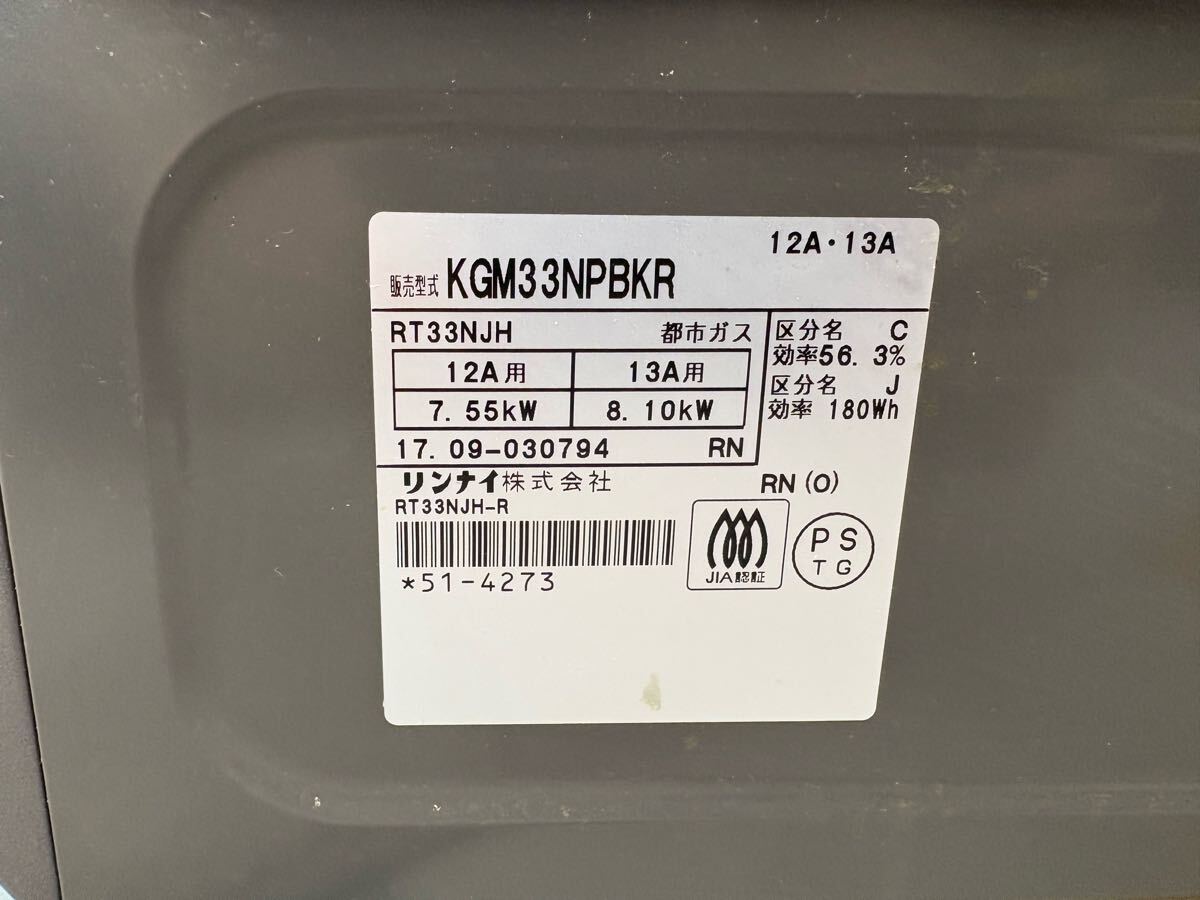 12A・13A
販売型式 KGM33NPBKR
RT33NJH 都市ガス
12A用 13A用
7.55kW 8.10kW
17.09-030794 RN
区分名 C
効率56.3%
区分名 J
効率 180Wh
リンナイ株式会社 RN(O)
RT33NJH-R
*51-4273
JIA認証
PS
TG